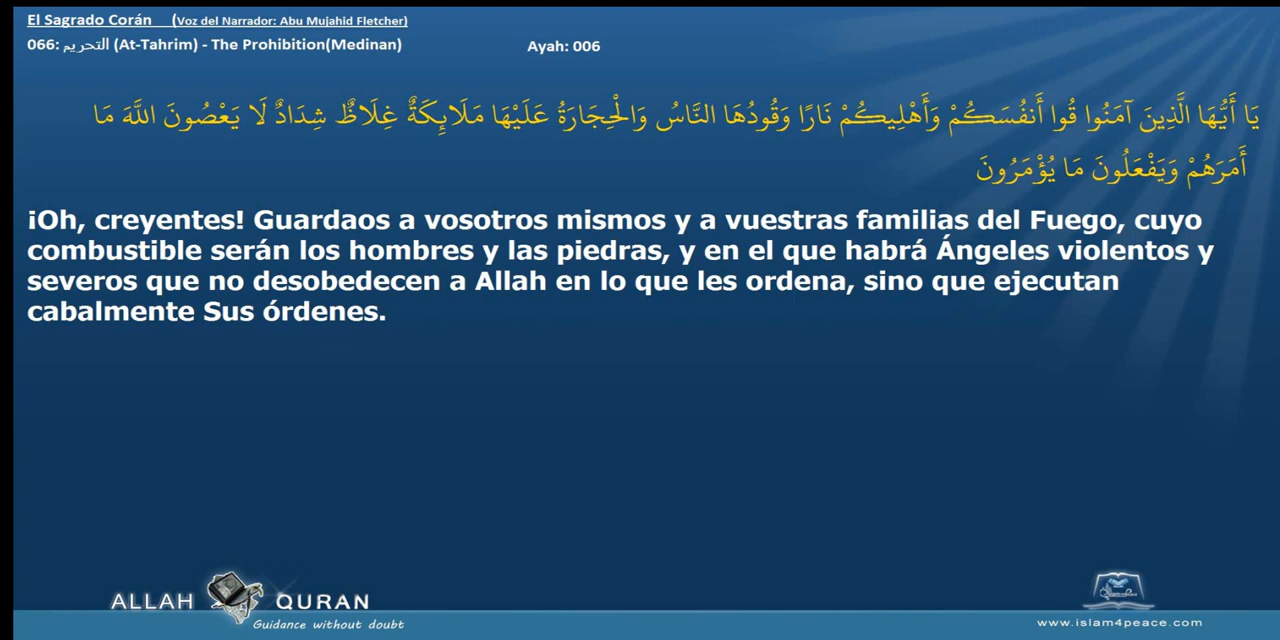 El Sagrado Corán (Voz del Narrador: Abu Mujahid Fletcher)
066: التحريم (At-Tahrim) - The Prohibition(Medinan) Ayah: 006
يَا أَيُّهَا الَّذِينَ آمَنُوا قُوا أَنفُسَكُمْ وَأَهْلِيكُمْ نَارًا وَقُودُهَا النَّاسُ وَالْحِجَارَةُ عَلَيْهَا مَلَائِكَةٌ غِلَاظٌ شِدَادٌ لَا يَعْصُونَ اللَّهَ مَا
أَمَرَهُمْ وَيَفْعَلُونَ مَا يُؤْمَرُونَ
¡Oh, creyentes! Guardaos a vosotros mismos y a vuestras familias del Fuego, cuyo
combustible serán los hombres y las piedras, y en el que habrá Ángeles violentos y
severos que no desobedecen a Allah en lo que les ordena, sino que ejecutan
cabalmente Sus órdenes.
ALLAH QURAN
Guidance without doubt
www.islam4peace.com